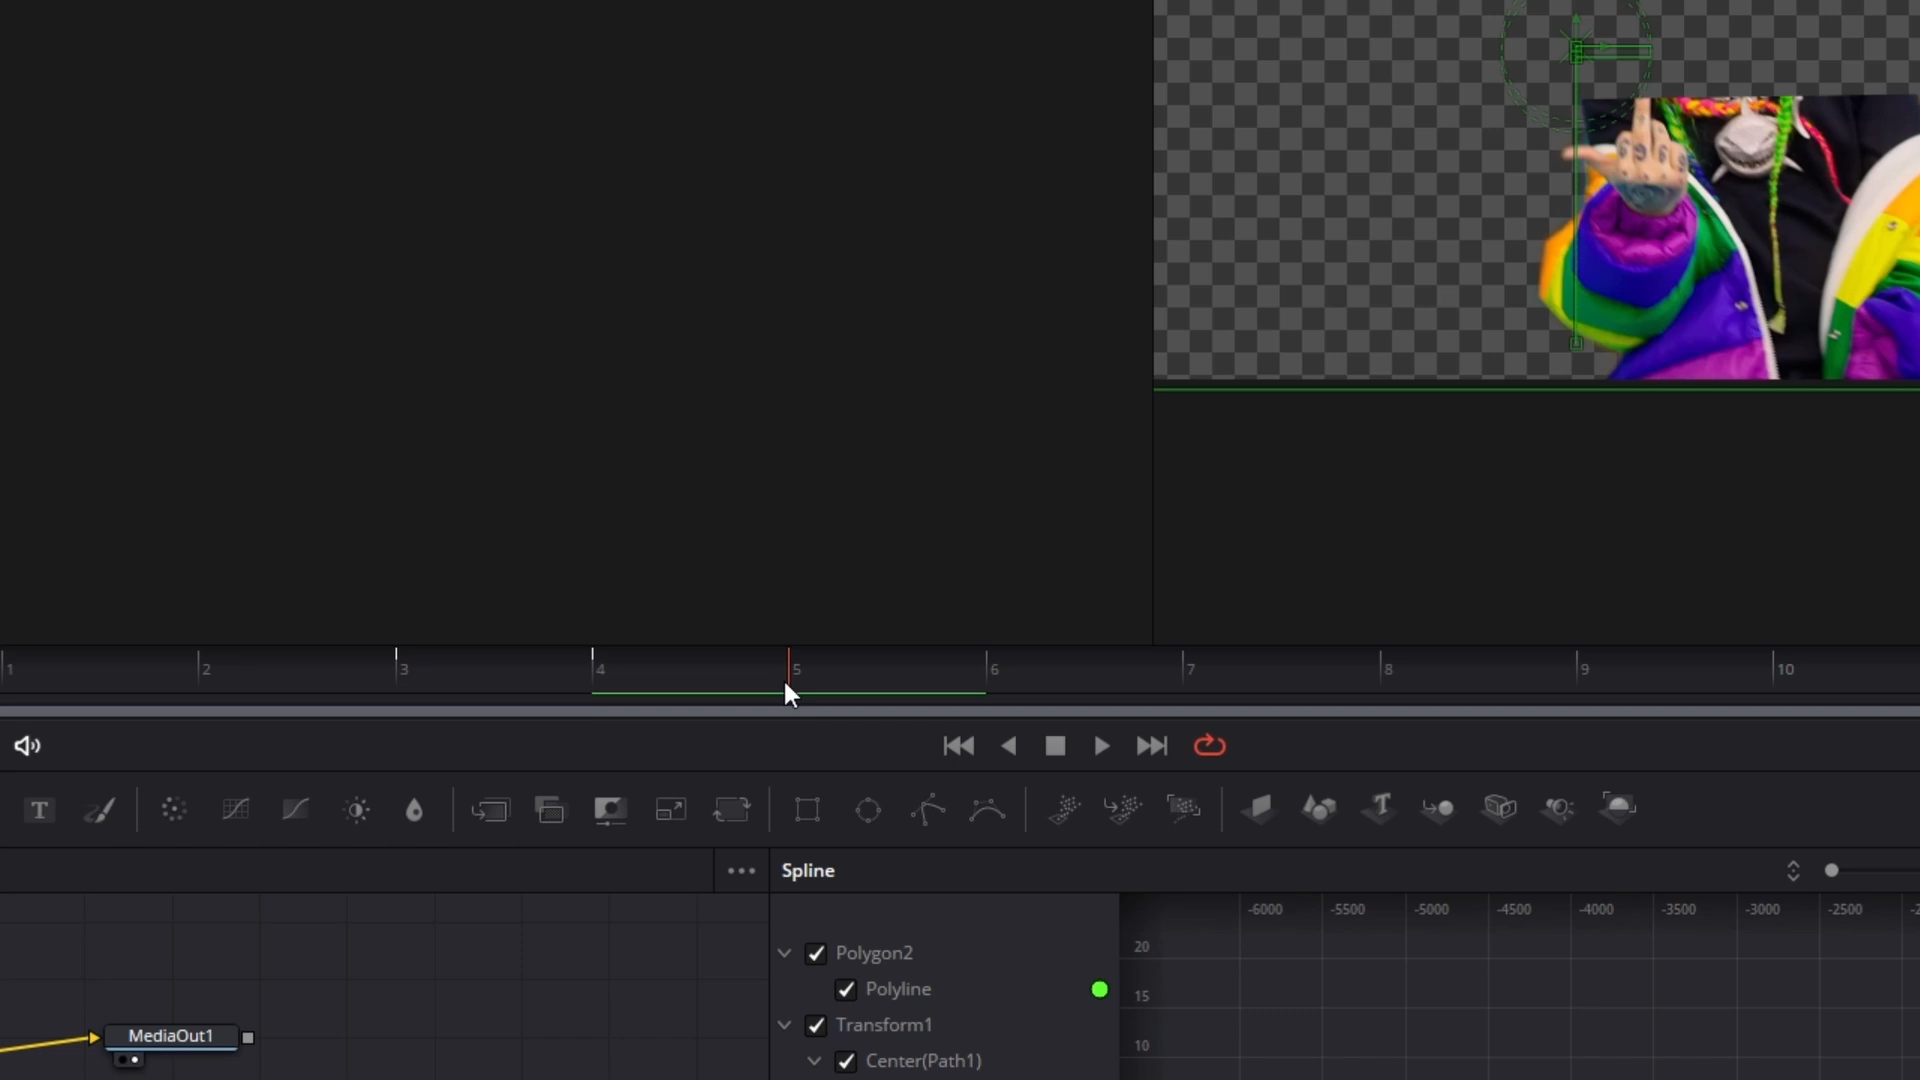 1 2 3 4 5 6 7 8 9 10
T
T
Spline
-6000 -5500 -5000 -4500 -4000 -3500 -3000 -2500
Polygon2
20
Polyline
15
Transform1
10
MediaOut1
Center(Path1)